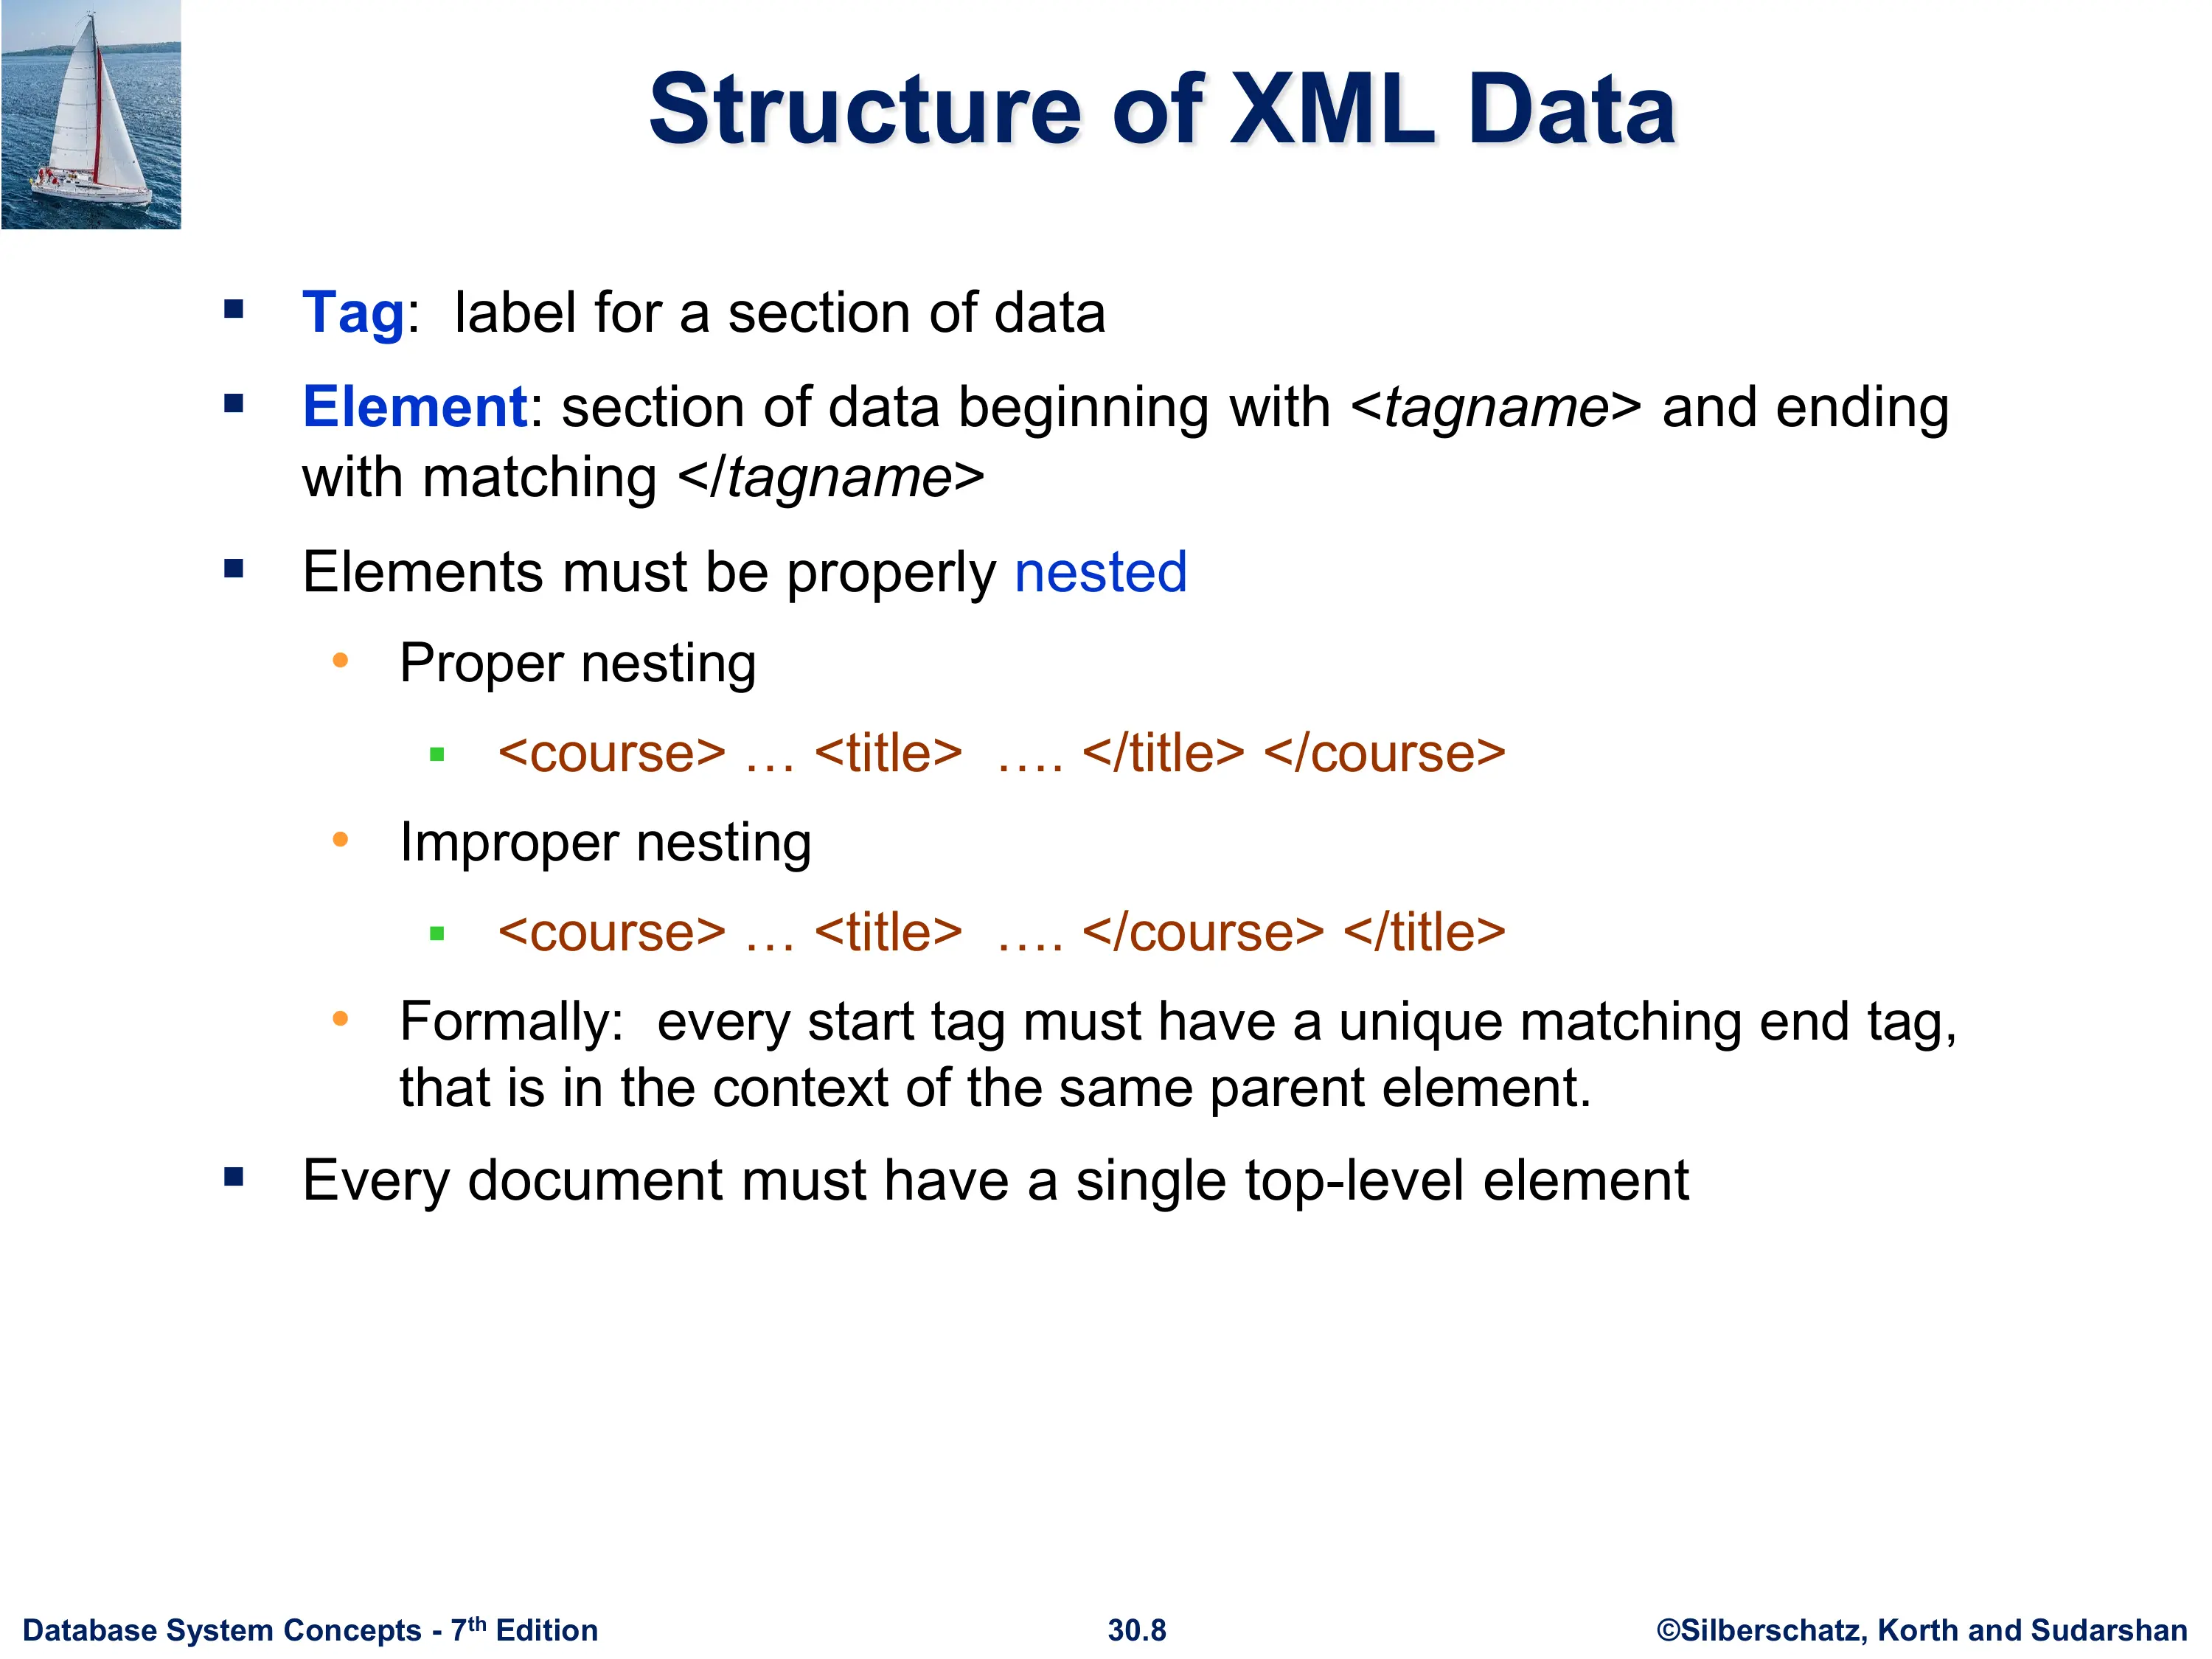 Structure of XML Data
▪ Tag:  label for a section of data
▪ Element: section of data beginning with <tagname> and ending
with matching </tagname>
▪ Elements must be properly nested
• Proper nesting
▪ <course> … <title>  …. </title> </course>
• Improper nesting
▪ <course> … <title>  …. </course> </title>
• Formally:  every start tag must have a unique matching end tag,
that is in the context of the same parent element.
▪ Every document must have a single top-level element
Database System Concepts - 7th Edition
30.8
©Silberschatz, Korth and Sudarshan